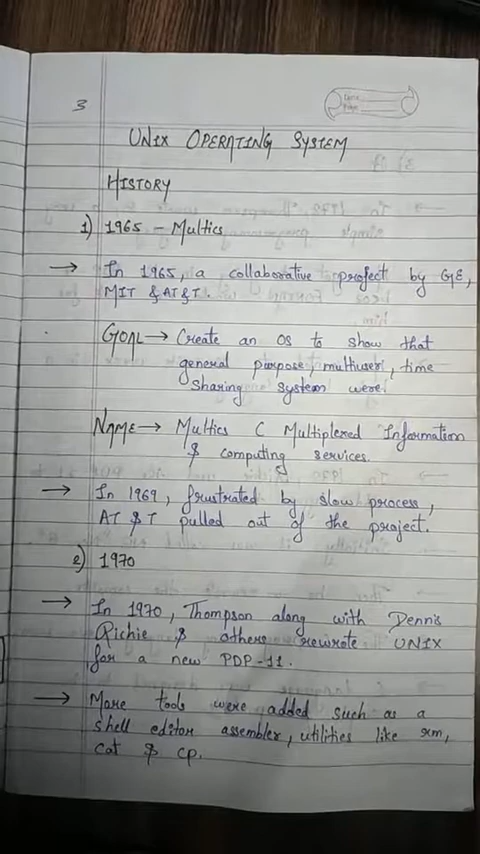 3
UNIX OPERATING SYSTEM
HISTORY
1) 1965 - Multics
→ In 1965, a collaborative project by GE,
MIT & AT&T.
GOAL → Create an OS to show that
general purpose, multiuser, time
sharing system were.
NAME → Multics C Multiplexed Information
& computing services.
→ In 1969, frustrated by slow process,
AT & T pulled out of the project.
2) 1970
→ In 1970, Thompson along with Dennis
Richie & others rewrote UNIX
for a new PDP-11.
→ More tools were added such as a
shell editor assembler, utilities like rm,
cat & cp.